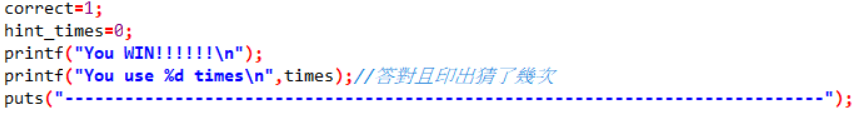 correct=1;
hint_times=0;
printf("You WIN!!!!!!\n");
printf("You use %d times\n",times);//答對且印出猜了幾次
puts("----------------------------------------------------------------------------");